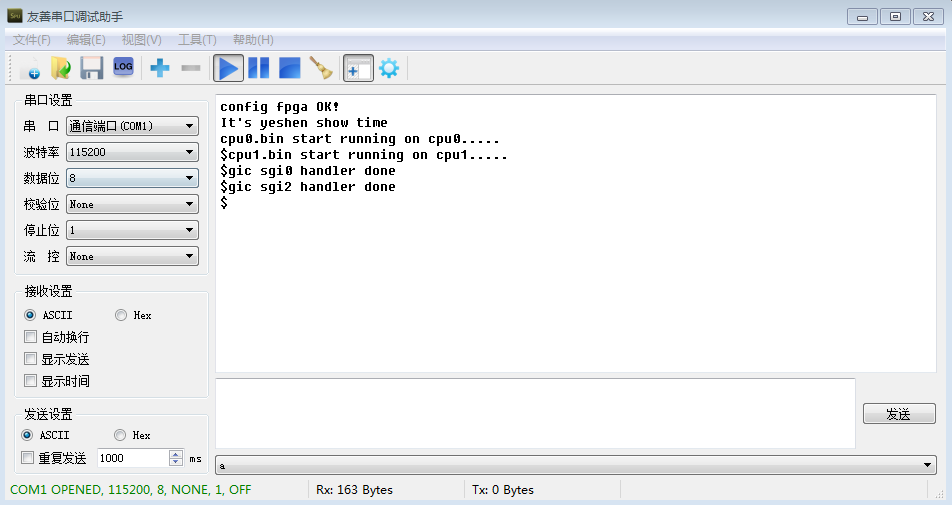 友善串口调试助手
文件(F) 编辑(E) 视图(V) 工具(T) 帮助(H)
LOG
串口设置
串 口 通信端口(COM1)
波特率 115200
数据位 8
校验位 None
停止位 1
流 控 None
接收设置
ASCII Hex
自动换行
显示发送
显示时间
发送设置
ASCII Hex
重复发送 1000 ms
config fpga OK!
It's yeshen show time
cpu0.bin start running on cpu0.....
$cpu1.bin start running on cpu1.....
$gic sgi0 handler done
$gic sgi2 handler done
$
发送
a
COM1 OPENED, 115200, 8, NONE, 1, OFF Rx: 163 Bytes Tx: 0 Bytes